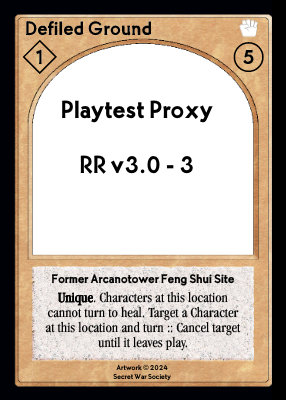 Defiled Ground
1
5
Playtest Proxy
RR v3.0 - 3
Former Arcanotower Feng Shui Site
Unique. Characters at this location
cannot turn to heal. Target a Character
at this location and turn :: Cancel target
until it leaves play.
Artwork © 2024
Secret War Society